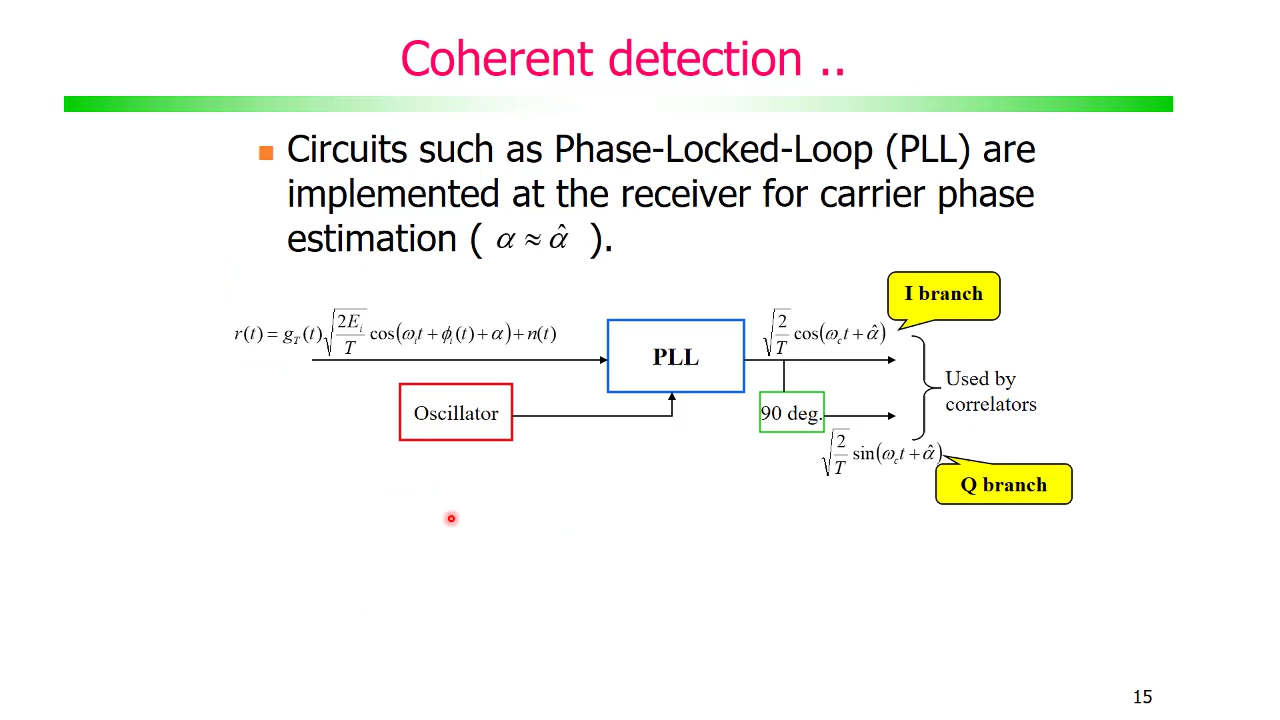 Coherent detection ..
Circuits such as Phase-Locked-Loop (PLL) are
implemented at the receiver for carrier phase
estimation ( α ≈ α̂ ).
I branch
r(t) = g_T(t)√(2E_i/T) cos(ω_i t + ϕ_i(t) + α) + n(t)
√(2/T) cos(ω_c t + α̂)
PLL
Used by
correlators
Oscillator
90 deg.
√(2/T) sin(ω_c t + α̂)
Q branch
15